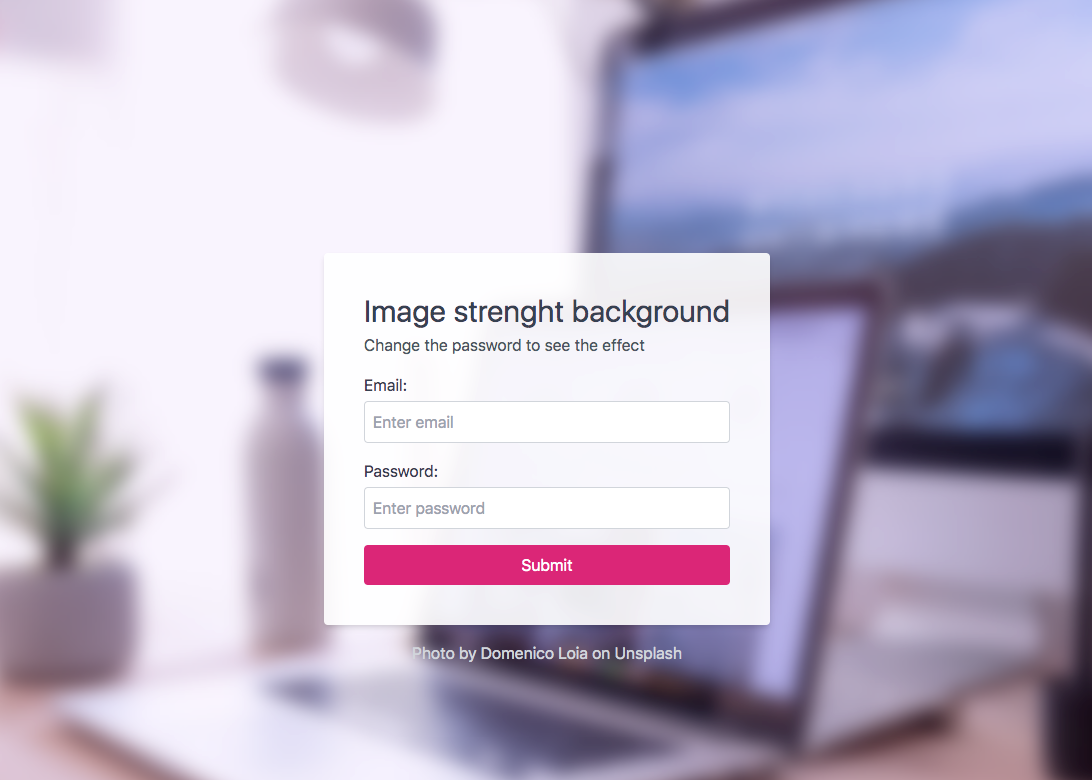 Image strenght background
Change the password to see the effect
Email:
Enter email
Password:
Enter password
Submit
Photo by Domenico Loia on Unsplash